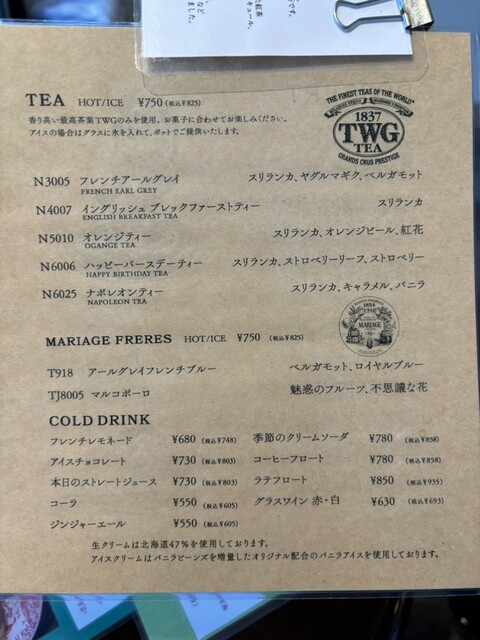 TEA HOT/ICE ¥750(税込¥825)
香り高い最高茶葉TWGのみを使用。お菓子に合わせてお楽しみください。
アイスの場合はグラスに氷を入れて、ポットでご提供いたします。
THE FINEST TEAS OF THE WORLD
1837
TWG
TEA
GRANDS CRUS PRESTIGE
N3005 フレンチアールグレイ スリランカ、ヤグルマギク、ベルガモット
FRENCH EARL GREY
N4007 イングリッシュ ブレックファーストティー スリランカ
ENGLISH BREAKFAST TEA
N5010 オレンジティー スリランカ、オレンジピール、紅花
OGANGE TEA
N6006 ハッピーバースデーティー スリランカ、ストロベリーリーフ、ストロベリー
HAPPY BIRTHDAY TEA
N6025 ナポレオンティー スリランカ、キャラメル、バニラ
NAPOLEON TEA
1854
MARIAGE
MARIAGE FRERES HOT/ICE ¥750 (税込¥825)
T918 アールグレイフレンチブルー ベルガモット、ロイヤルブルー
TJ8005 マルコポーロ 魅惑のフルーツ、不思議な花
COLD DRINK
フレンチレモネード ¥680 (税込¥748) 季節のクリームソーダ ¥780 (税込¥858)
アイスチョコレート ¥730 (税込¥803) コーヒーフロート ¥780 (税込¥858)
本日のストレートジュース ¥730 (税込¥803) ラテフロート ¥850 (税込¥935)
コーラ ¥550 (税込¥605) グラスワイン 赤・白 ¥630 (税込¥693)
ジンジャーエール ¥550 (税込¥605)
生クリームは北海道47%を使用しております。
アイスクリームはバニラビーンズを増量したオリジナル配合のバニラアイスを使用しております。